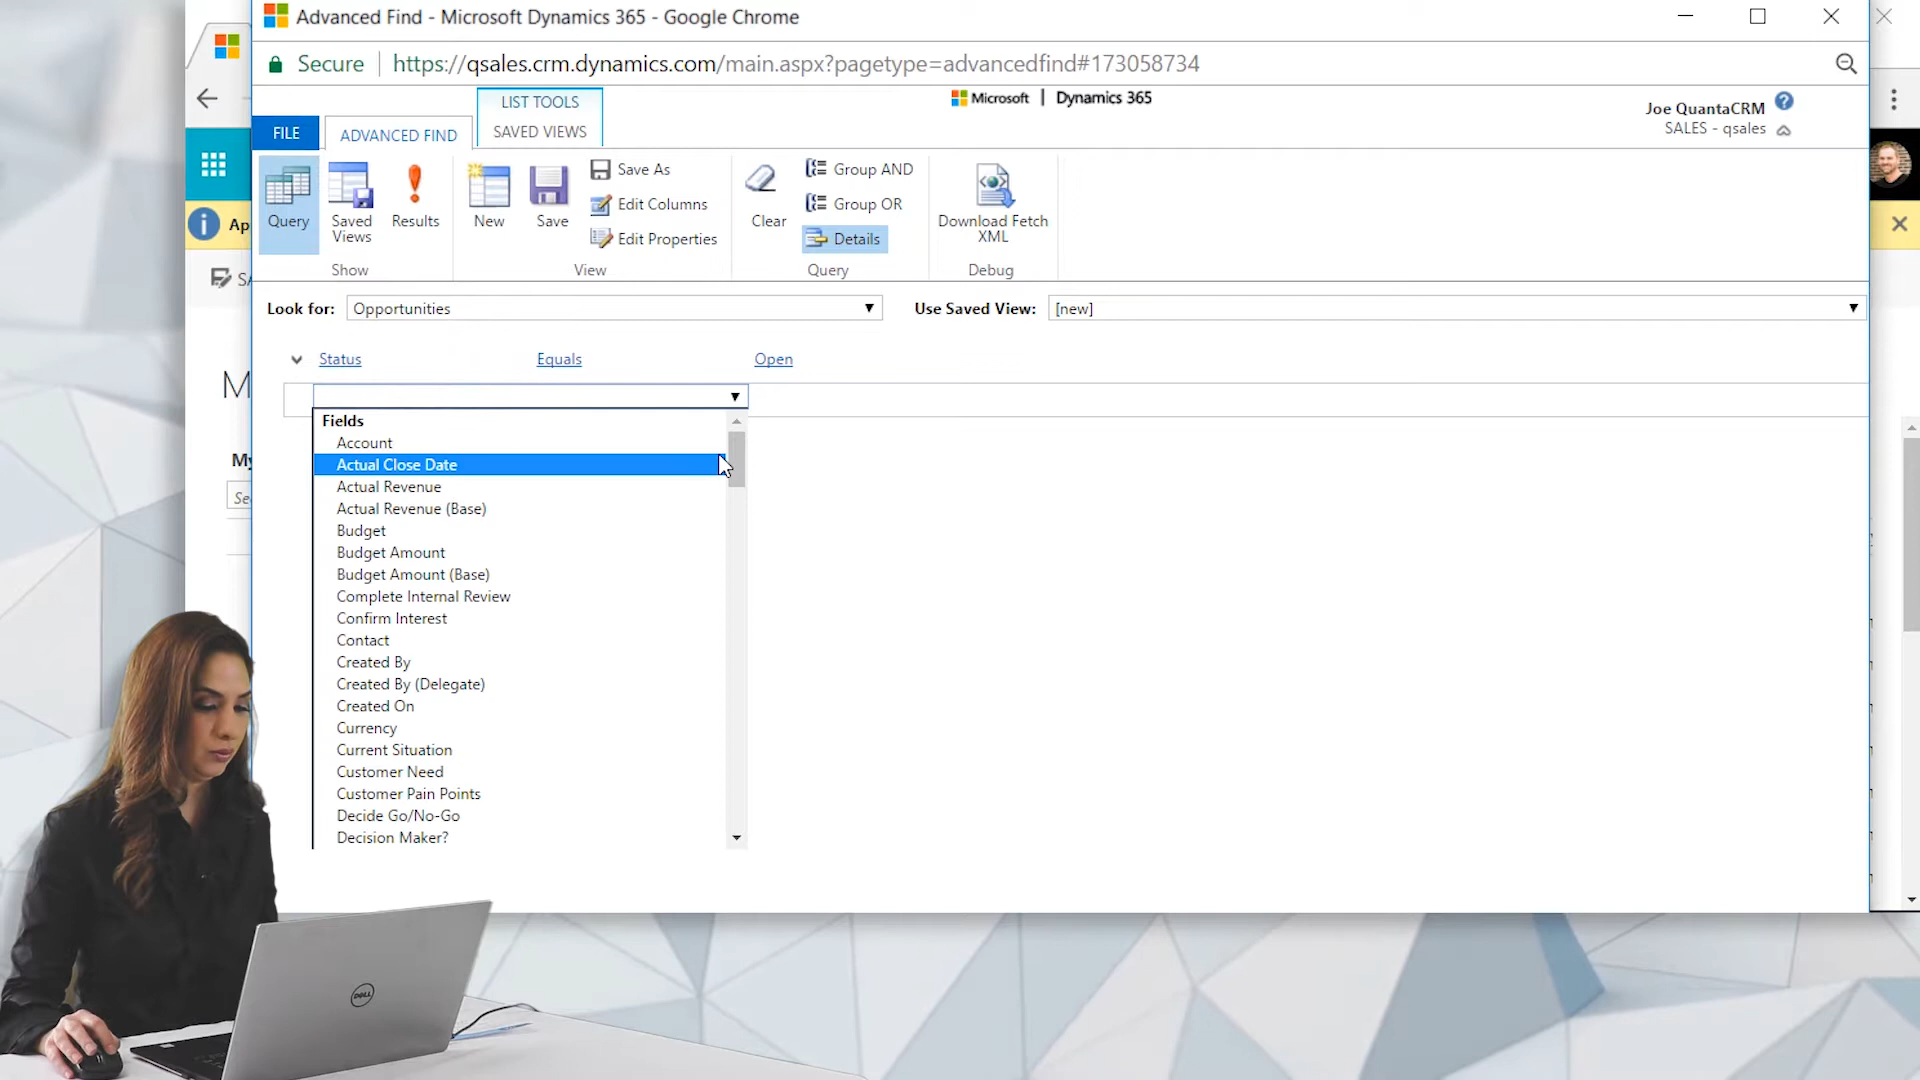 Advanced Find - Microsoft Dynamics 365 - Google Chrome
Secure https://qsales.crm.dynamics.com/main.aspx?pagetype=advancedfind#173058734
Microsoft | Dynamics 365
Joe QuantaCRM
SALES - qsales
LIST TOOLS
FILE ADVANCED FIND SAVED VIEWS
Query
Saved Views
Results
Show
New
Save
Save As
Edit Columns
Edit Properties
View
Clear
Group AND
Group OR
Details
Query
Download Fetch XML
Debug
Ap
SA
M
My
Se
Look for: Opportunities Use Saved View: [new]
Status Equals Open
Fields
Account
Actual Close Date
Actual Revenue
Actual Revenue (Base)
Budget
Budget Amount
Budget Amount (Base)
Complete Internal Review
Confirm Interest
Contact
Created By
Created By (Delegate)
Created On
Currency
Current Situation
Customer Need
Customer Pain Points
Decide Go/No-Go
Decision Maker?
DELL